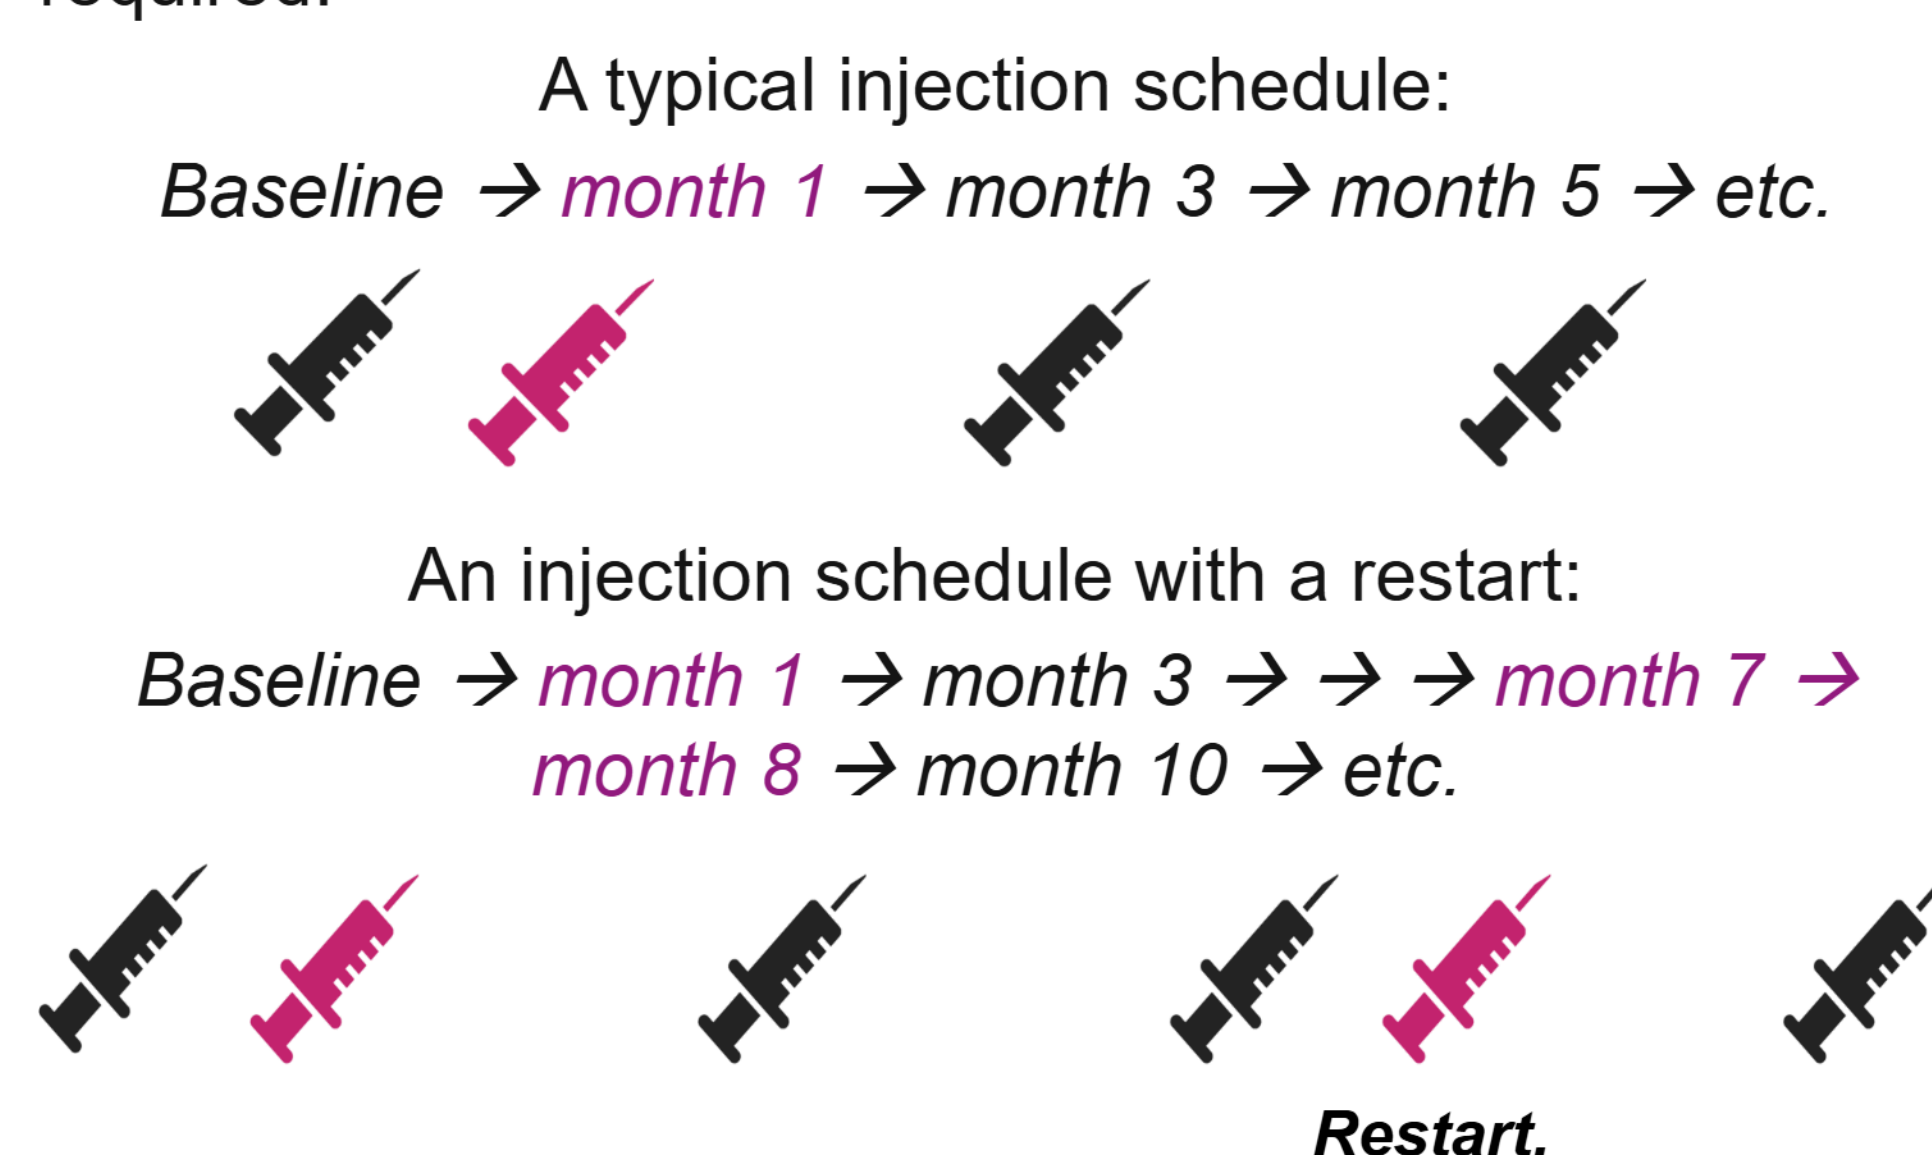 required.
A typical injection schedule:
Baseline → month 1 → month 3 → month 5 → etc.
An injection schedule with a restart:
Baseline → month 1 → month 3 → → → month 7 →
month 8 → month 10 → etc.
Restart.